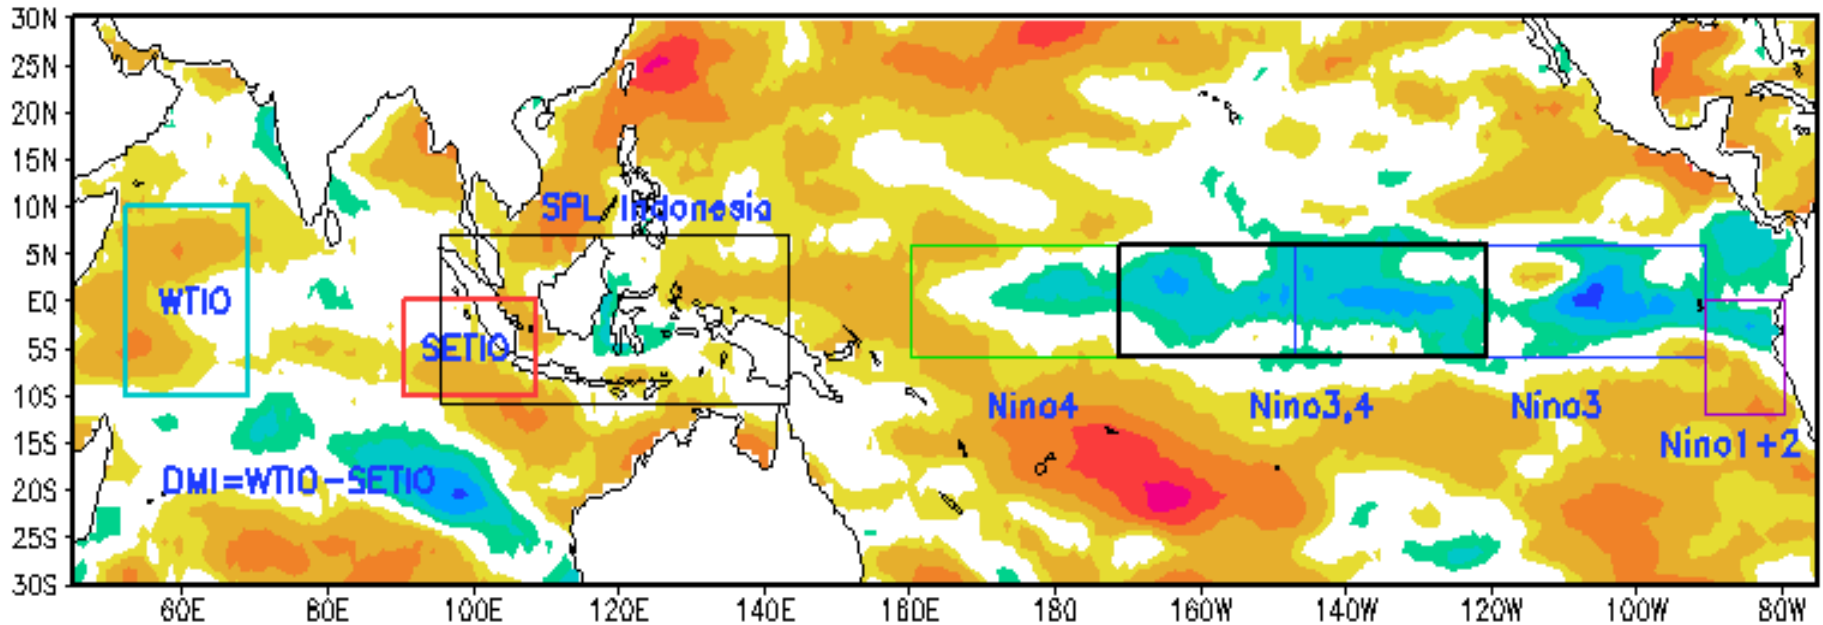 30N
25N
20N
15N
10N
5N
EQ
5S
10S
15S
20S
25S
30S
SPL Indonesia
WTIO
SETIO
Nino4
Nino3,4
Nino3
Nino1+2
DMI=WTIO-SETIO
60E 80E 100E 120E 140E 160E 180 160W 140W 120W 100W 80W